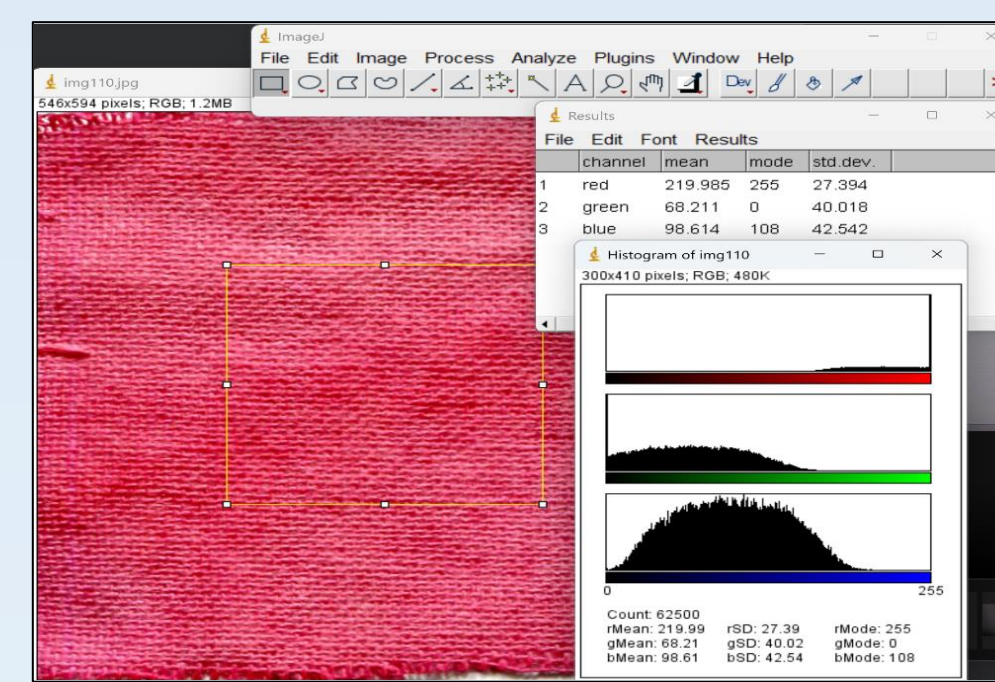 ImageJ
File Edit Image Process Analyze Plugins Window Help
Dev
img110.jpg
546x594 pixels; RGB; 1.2MB
Results
File Edit Font Results
channel mean mode std.dev.
1 red 219.985 255 27.394
2 green 68.211 0 40.018
3 blue 98.614 108 42.542
Histogram of img110
300x410 pixels; RGB; 480K
0 255
Count: 62500
rMean: 219.99 rSD: 27.39 rMode: 255
gMean: 68.21 gSD: 40.02 gMode: 0
bMean: 98.61 bSD: 42.54 bMode: 108